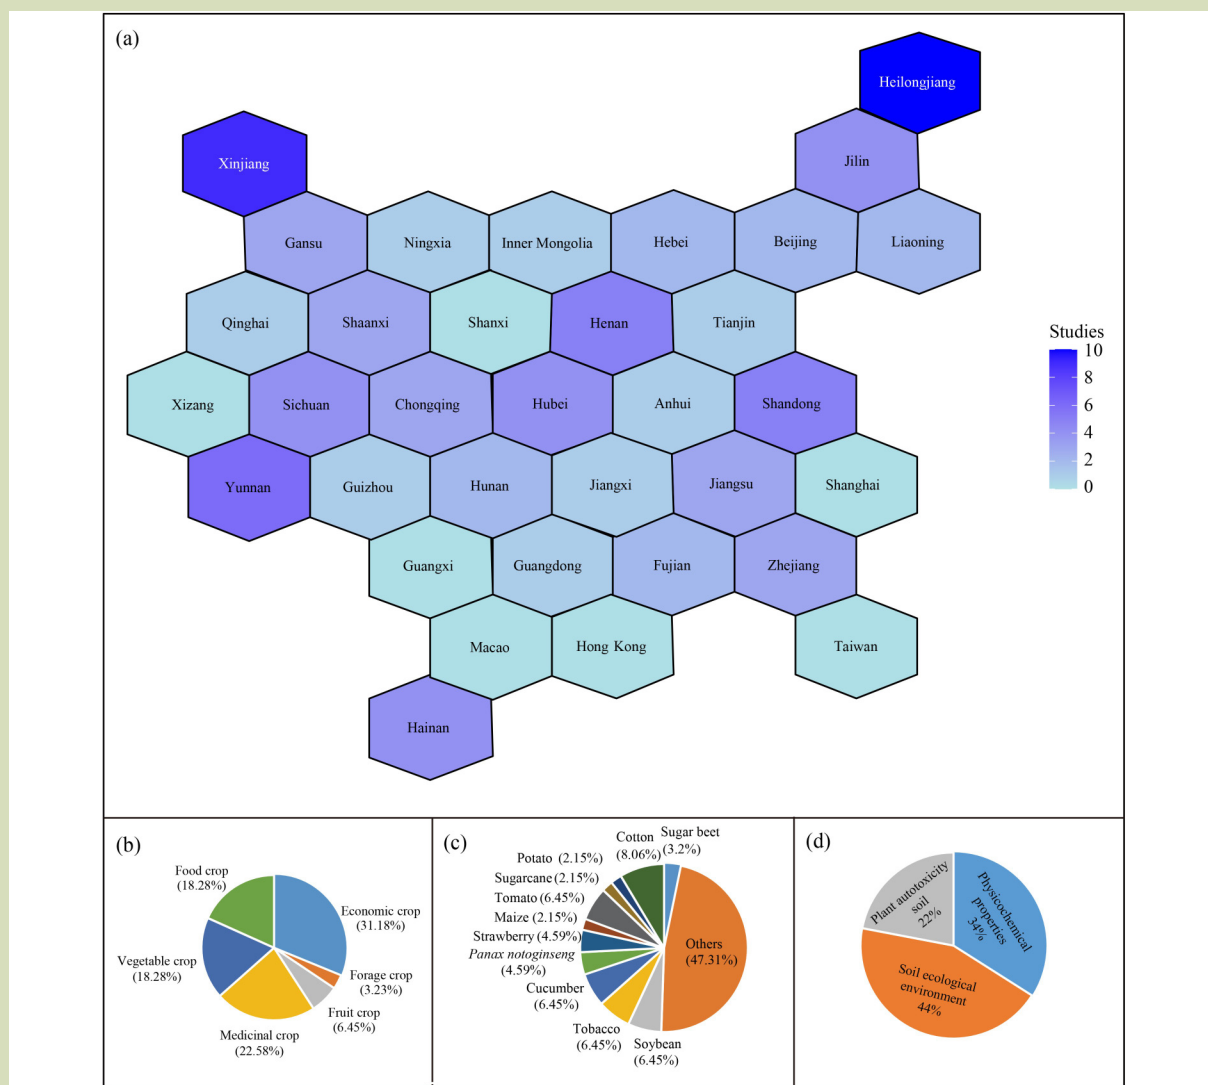 (a)
Heilongjiang
Xinjiang
Jilin
Gansu
Ningxia
Inner Mongolia
Hebei
Beijing
Liaoning
Qinghai
Shaanxi
Shanxi
Henan
Tianjin
Xizang
Sichuan
Chongqing
Hubei
Anhui
Shandong
Yunnan
Guizhou
Hunan
Jiangxi
Jiangsu
Shanghai
Guangxi
Guangdong
Fujian
Zhejiang
Macao
Hong Kong
Taiwan
Hainan
Studies
10
8
6
4
2
0
(b)
Food crop
(18.28%)
Economic crop
(31.18%)
Vegetable crop
(18.28%)
Forage crop
(3.23%)
Fruit crop
(6.45%)
Medicinal crop
(22.58%)
(c)
Cotton
(8.06%)
Sugar beet
(3.2%)
Potato (2.15%)
Sugarcane (2.15%)
Tomato (6.45%)
Maize (2.15%)
Strawberry (4.59%)
Panax notoginseng
(4.59%)
Cucumber
(6.45%)
Tobacco
(6.45%)
Soybean
(6.45%)
Others
(47.31%)
(d)
Plant autotoxicity
soil
22%
Physicochemical
properties
34%
Soil ecological
environment
44%